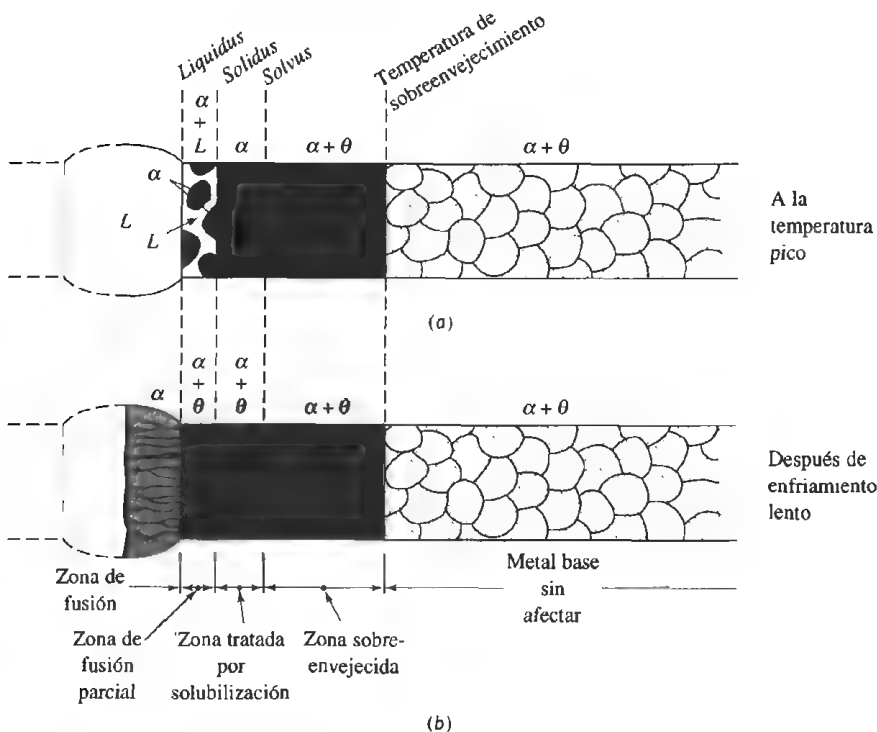 Liquidus
Solidus
Solvus
Temperatura de
sobreenvejecimiento
α
+
L
α
α + θ
α + θ
α
L
L
A la
temperatura
pico
(a)
α
α
+
θ
α
+
θ
α + θ
α + θ
Después de
enfriamiento
lento
Zona de
fusión
Zona de
fusión
parcial
Zona tratada
por
solubilización
Zona sobre-
envejecida
Metal base
sin
afectar
(b)